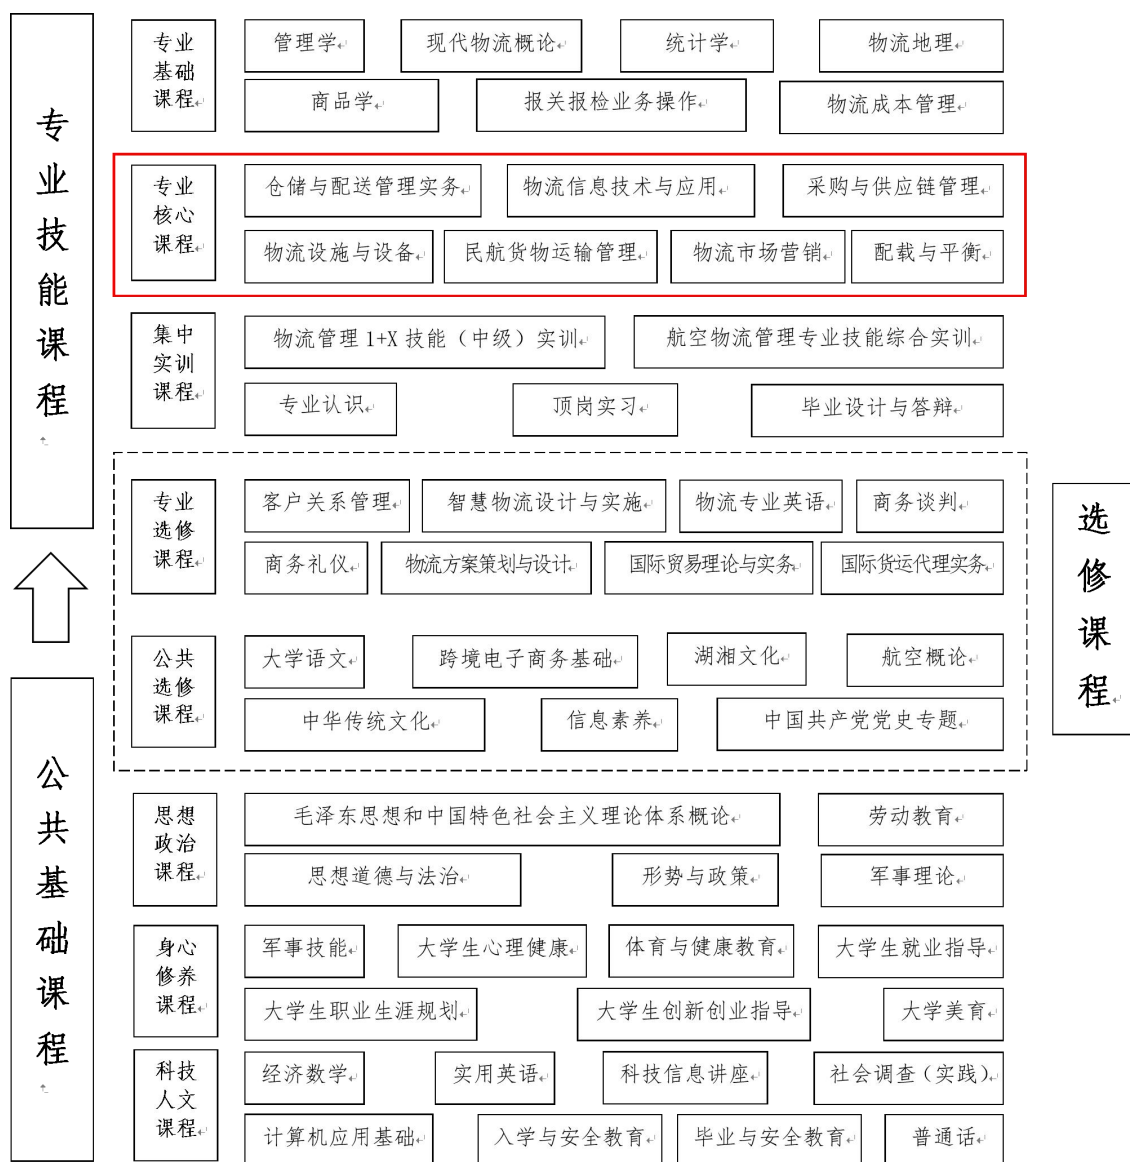 专业技能课程
专业基础课程
管理学 现代物流概论 统计学 物流地理
商品学 报关报检业务操作 物流成本管理
专业核心课程
仓储与配送管理实务 物流信息技术与应用 采购与供应链管理
物流设施与设备 民航货物运输管理 物流市场营销 配载与平衡
集中实训课程
物流管理1+X技能（中级）实训 航空物流管理专业技能综合实训
专业认识 顶岗实习 毕业设计与答辩
选修课程
专业选修课程
客户关系管理 智慧物流设计与实施 物流专业英语 商务谈判
商务礼仪 物流方案策划与设计 国际贸易理论与实务 国际货运代理实务
公共选修课程
大学语文 跨境电子商务基础 湖湘文化 航空概论
中华传统文化 信息素养 中国共产党党史专题
公共基础课程
思想政治课程
毛泽东思想和中国特色社会主义理论体系概论 劳动教育
思想道德与法治 形势与政策 军事理论
身心修养课程
军事技能 大学生心理健康 体育与健康教育 大学生就业指导
大学生职业生涯规划 大学生创新创业指导 大学美育
科技人文课程
经济数学 实用英语 科技信息讲座 社会调查（实践）
计算机应用基础 入学与安全教育 毕业与安全教育 普通话